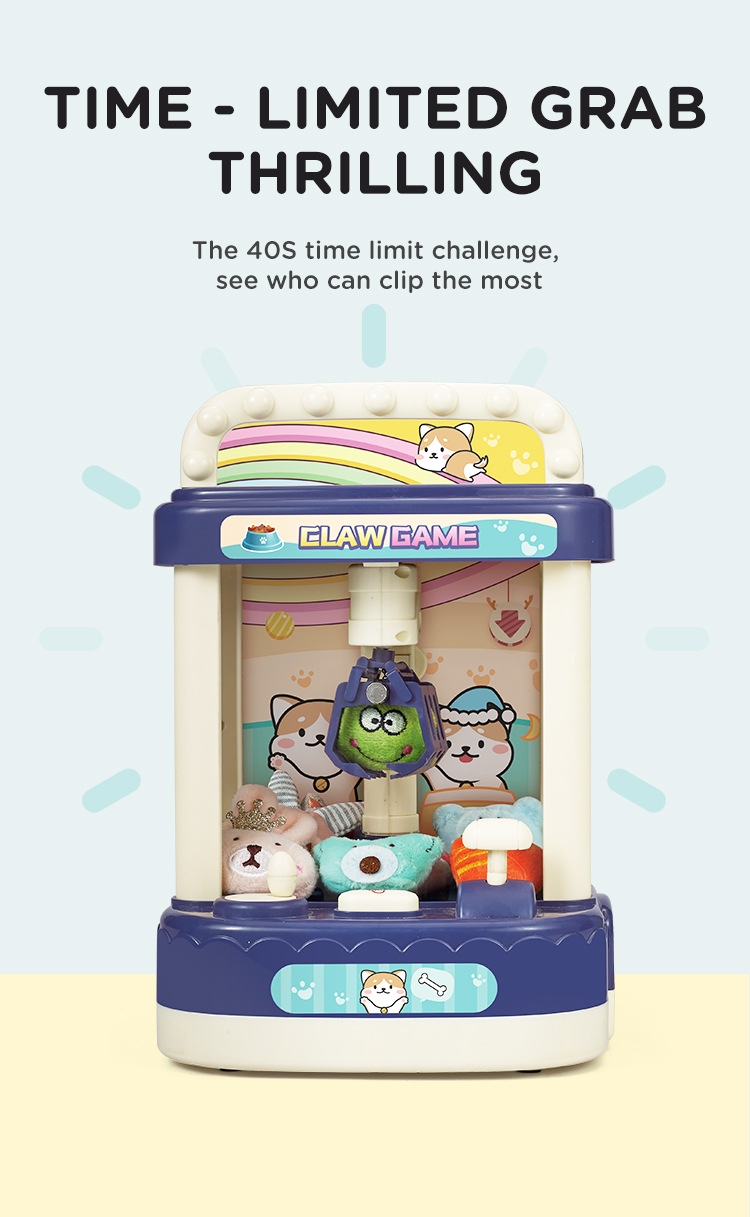 TIME - LIMITED GRAB
THRILLING
The 40S time limit challenge,
see who can clip the most
CLAW GAME